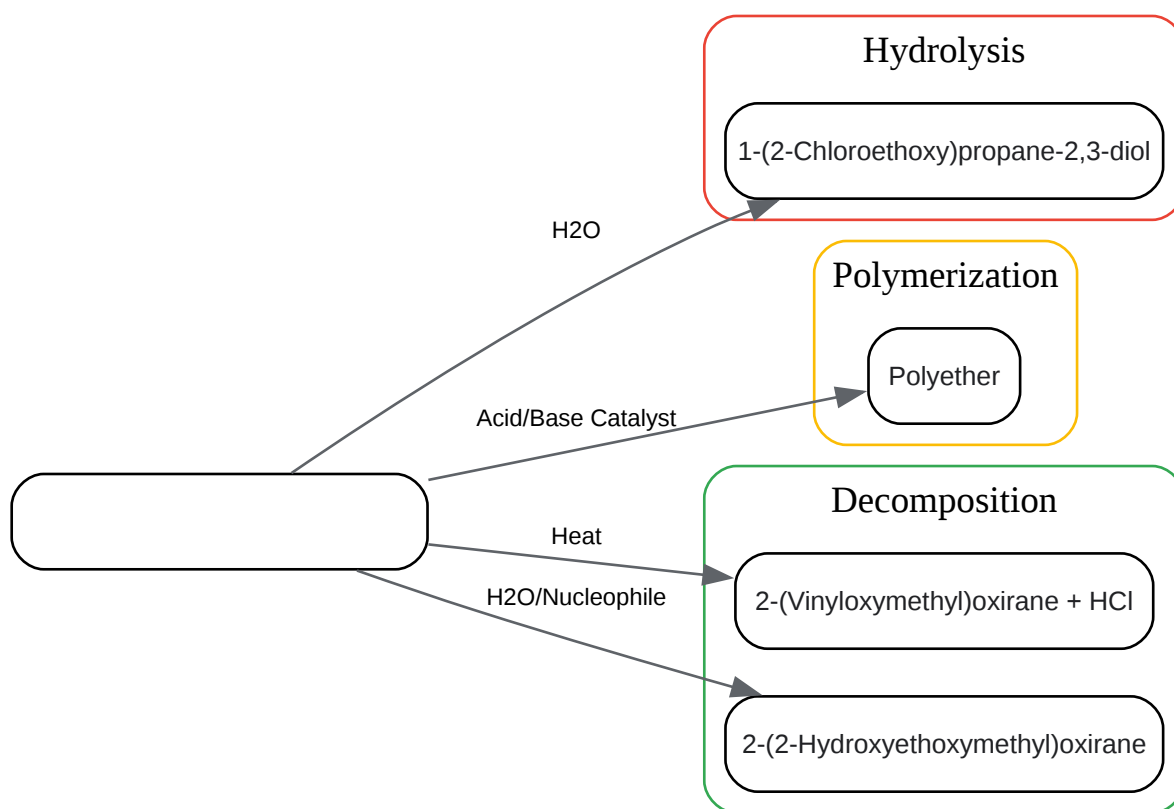 Hydrolysis
1-(2-Chloroethoxy)propane-2,3-diol
H2O
Polymerization
Polyether
Acid/Base Catalyst
Decomposition
Heat
2-(Vinyloxymethyl)oxirane + HCl
H2O/Nucleophile
2-(2-Hydroxyethoxymethyl)oxirane